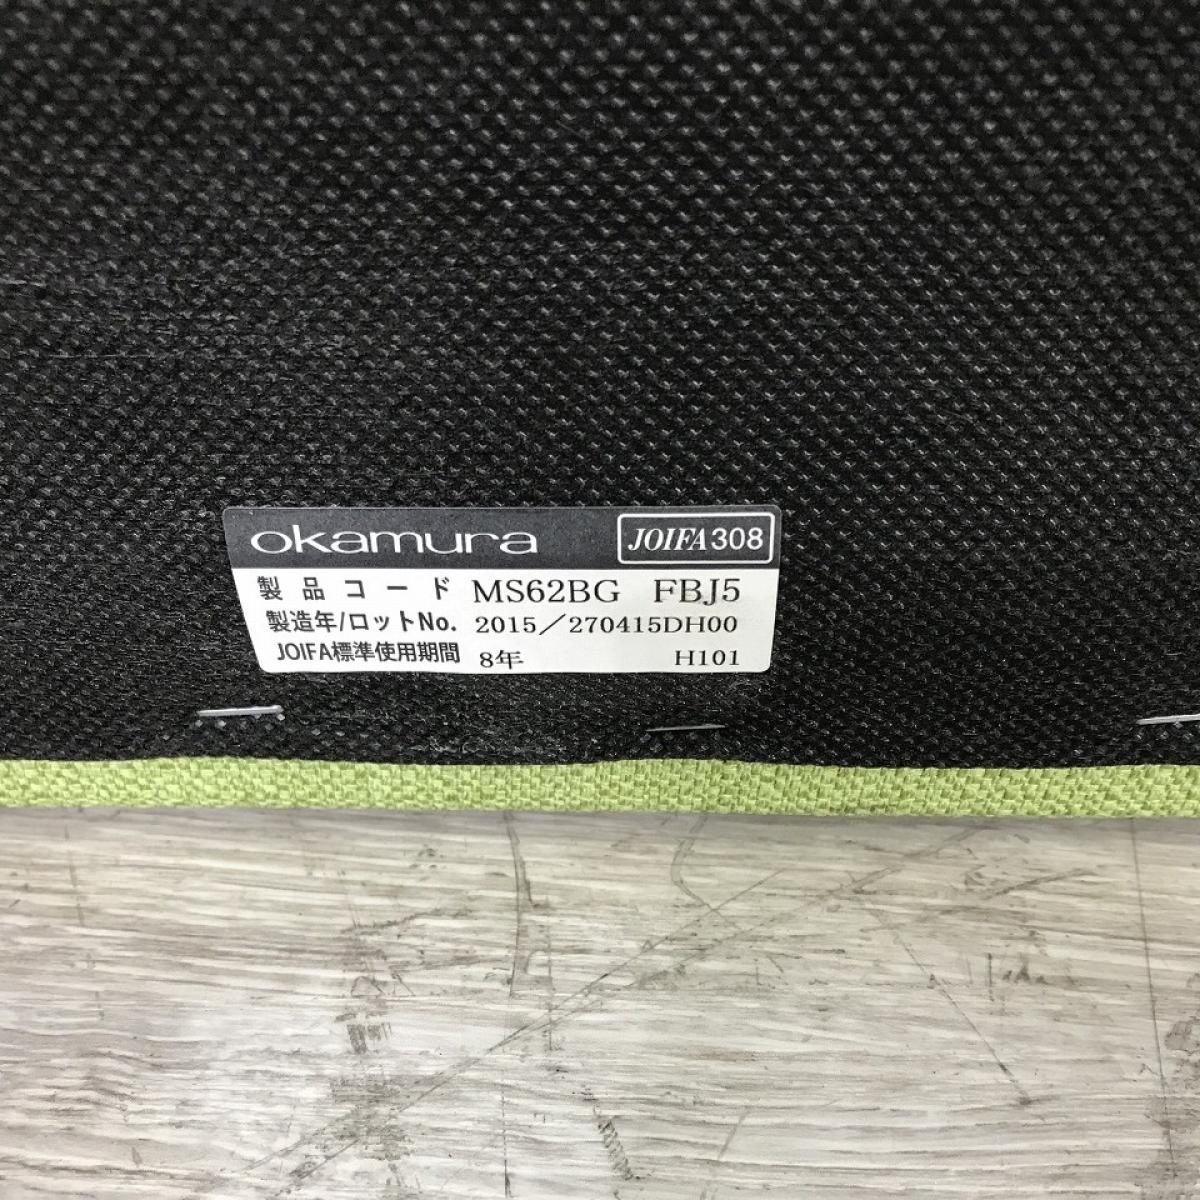 okamura JOIFA308
製品コード MS62BG FBJ5
製造年/ロットNo. 2015／270415DH00
JOIFA標準使用期間 8年 H101